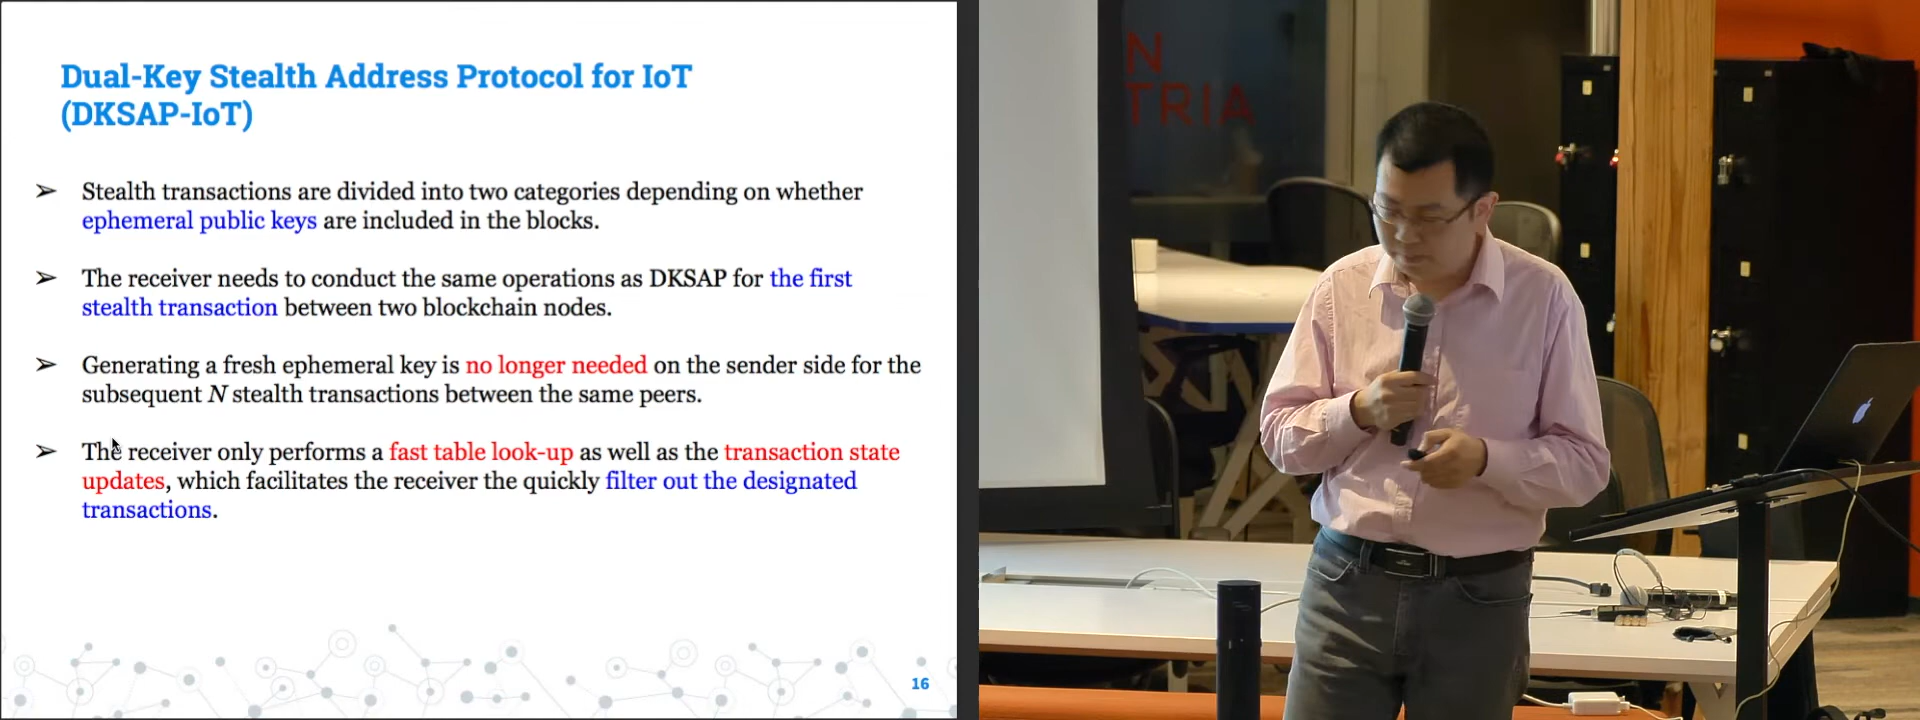 Dual-Key Stealth Address Protocol for IoT
(DKSAP-IoT)
➢ Stealth transactions are divided into two categories depending on whether
ephemeral public keys are included in the blocks.
➢ The receiver needs to conduct the same operations as DKSAP for the first
stealth transaction between two blockchain nodes.
➢ Generating a fresh ephemeral key is no longer needed on the sender side for the
subsequent N stealth transactions between the same peers.
➢ The receiver only performs a fast table look-up as well as the transaction state
updates, which facilitates the receiver the quickly filter out the designated
transactions.
16
N
TRIA